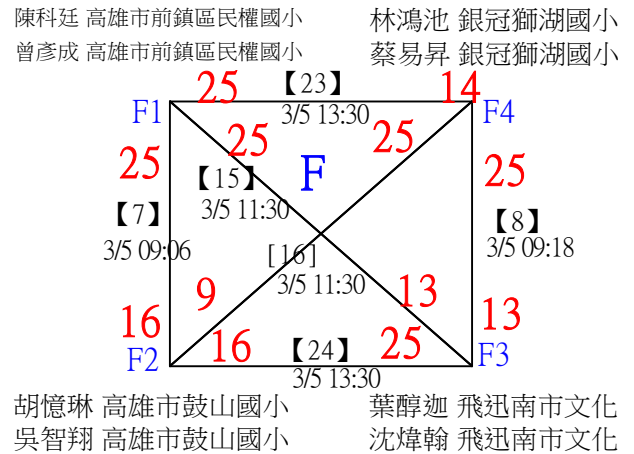 陳科廷 高雄市前鎮區民權國小
曾彥成 高雄市前鎮區民權國小
林鴻池 銀冠獅湖國小
蔡易昇 銀冠獅湖國小
25
【23】
14
F1
3/5 13:30
F4
25
25
25
F
25
【15】
3/5 11:30
【7】
3/5 09:06
【8】
3/5 09:18
[16]
3/5 11:30
9
13
16
13
16
【24】
25
F2
F3
3/5 13:30
胡憶琳 高雄市鼓山國小
吳智翔 高雄市鼓山國小
葉醇迦 飛迅南市文化
沈煒翰 飛迅南市文化